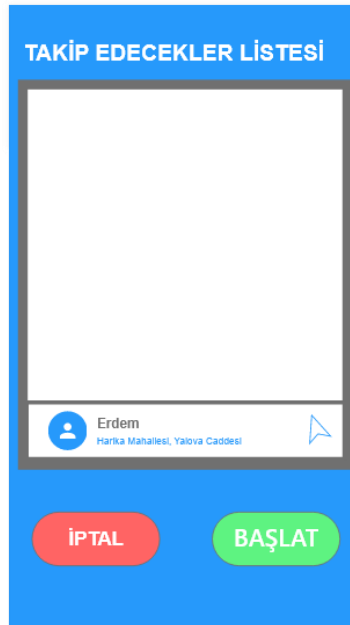 TAKİP EDECEKLER LİSTESİ
Erdem
Harika Mahallesi, Yalova Caddesi
İPTAL
BAŞLAT